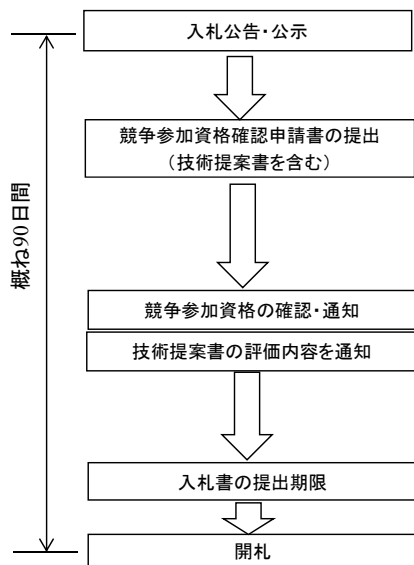 入札公告・公示
競争参加資格確認申請書の提出
（技術提案書を含む）
概ね90日間
競争参加資格の確認・通知
技術提案書の評価内容を通知
入札書の提出期限
開札